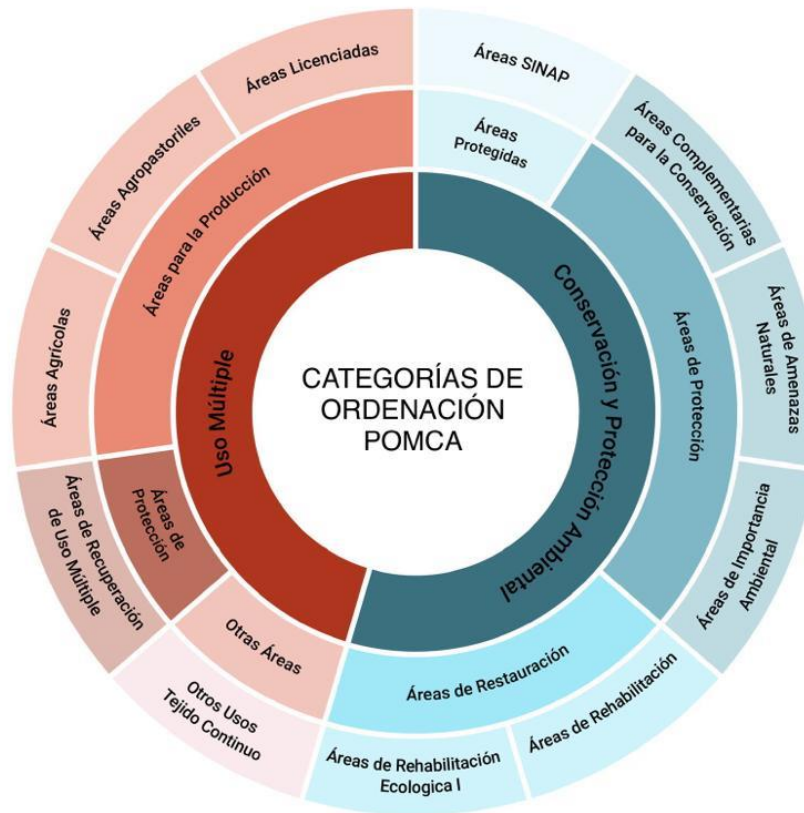 CATEGORÍAS DE
ORDENACIÓN
POMCA
Conservación y Protección Ambiental
Uso Múltiple
Áreas
Protegidas
Áreas de Protección
Áreas de Restauración
Otras Áreas
Áreas de
Protección
Áreas para la Producción
Áreas SINAP
Áreas Complementarias
para la Conservación
Áreas de Amenazas
Naturales
Áreas de Importancia
Ambiental
Áreas de Rehabilitación
Áreas de Rehabilitación
Ecologica I
Otros Usos
Tejido Continuo
Áreas de Recuperación
de Uso Múltiple
Áreas Agrícolas
Áreas Agropastoriles
Áreas Licenciadas